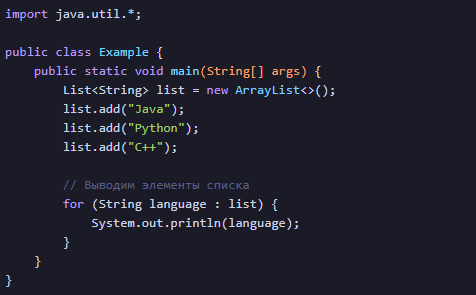 import java.util.*;
public class Example {
    public static void main(String[] args) {
        List<String> list = new ArrayList<>();
        list.add("Java");
        list.add("Python");
        list.add("C++");
        // Выводим элементы списка
        for (String language : list) {
            System.out.println(language);
        }
    }
}